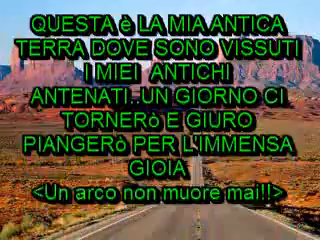 QUESTA è LA MIA ANTICA
TERRA DOVE SONO VISSUTI
I MIEI ANTICHI
ANTENATI..UN GIORNO CI
TORNERò E GIURO
PIANGERò PER L'IMMENSA
GIOIA
<Un arco non muore mai!!>